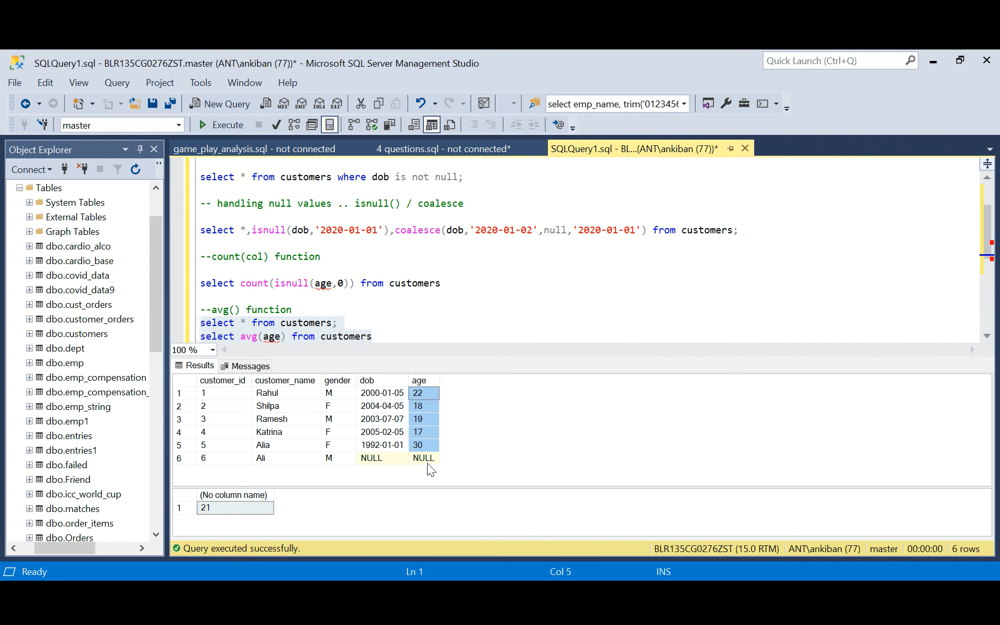 SQLQuery1.sql - BLR135CG0276ZST.master (ANT\ankiban (77))* - Microsoft SQL Server Management Studio
Quick Launch (Ctrl+Q)
File Edit View Query Project Tools Window Help
New Query MDX DMX XMLA DAX select emp_name, trim('0123456
master Execute
Object Explorer
game_play_analysis.sql - not connected 4 questions.sql - not connected* SQLQuery1.sql - BL...(ANT\ankiban (77))*
Connect
Tables
System Tables
External Tables
Graph Tables
dbo.cardio_alco
dbo.cardio_base
dbo.covid_data
dbo.covid_data9
dbo.cust_orders
dbo.customer_orders
dbo.customers
dbo.dept
dbo.emp
dbo.emp_compensation
dbo.emp_compensation_
dbo.emp_string
dbo.emp1
dbo.entries
dbo.entries1
dbo.failed
dbo.Friend
dbo.icc_world_cup
dbo.matches
dbo.order_items
dbo.Orders
select * from customers where dob is not null;
-- handling null values .. isnull() / coalesce
select *,isnull(dob,'2020-01-01'),coalesce(dob,'2020-01-02',null,'2020-01-01') from customers;
--count(col) function
select count(isnull(age,0)) from customers
--avg() function
select * from customers;
select avg(age) from customers
100 %
Results Messages
customer_id customer_name gender dob age
1 1 Rahul M 2000-01-05 22
2 2 Shilpa F 2004-04-05 18
3 3 Ramesh M 2003-07-07 19
4 4 Katrina F 2005-02-05 17
5 5 Alia F 1992-01-01 30
6 6 Ali M NULL NULL
(No column name)
1 21
Query executed successfully. BLR135CG0276ZST (15.0 RTM) ANT\ankiban (77) master 00:00:00 6 rows
Ready Ln 1 Col 5 INS